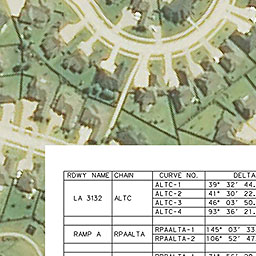 RDWY NAME CHAIN CURVE NO. DELTA
LA 3132 ALTC
ALTC-1 39° 32' 44.
ALTC-2 41° 30' 22.
ALTC-3 46° 03' 50.
ALTC-4 93° 36' 21.
RAMP A RPAALTA
RPAALTA-1 145° 03' 33
RPAALTA-2 106° 52' 47